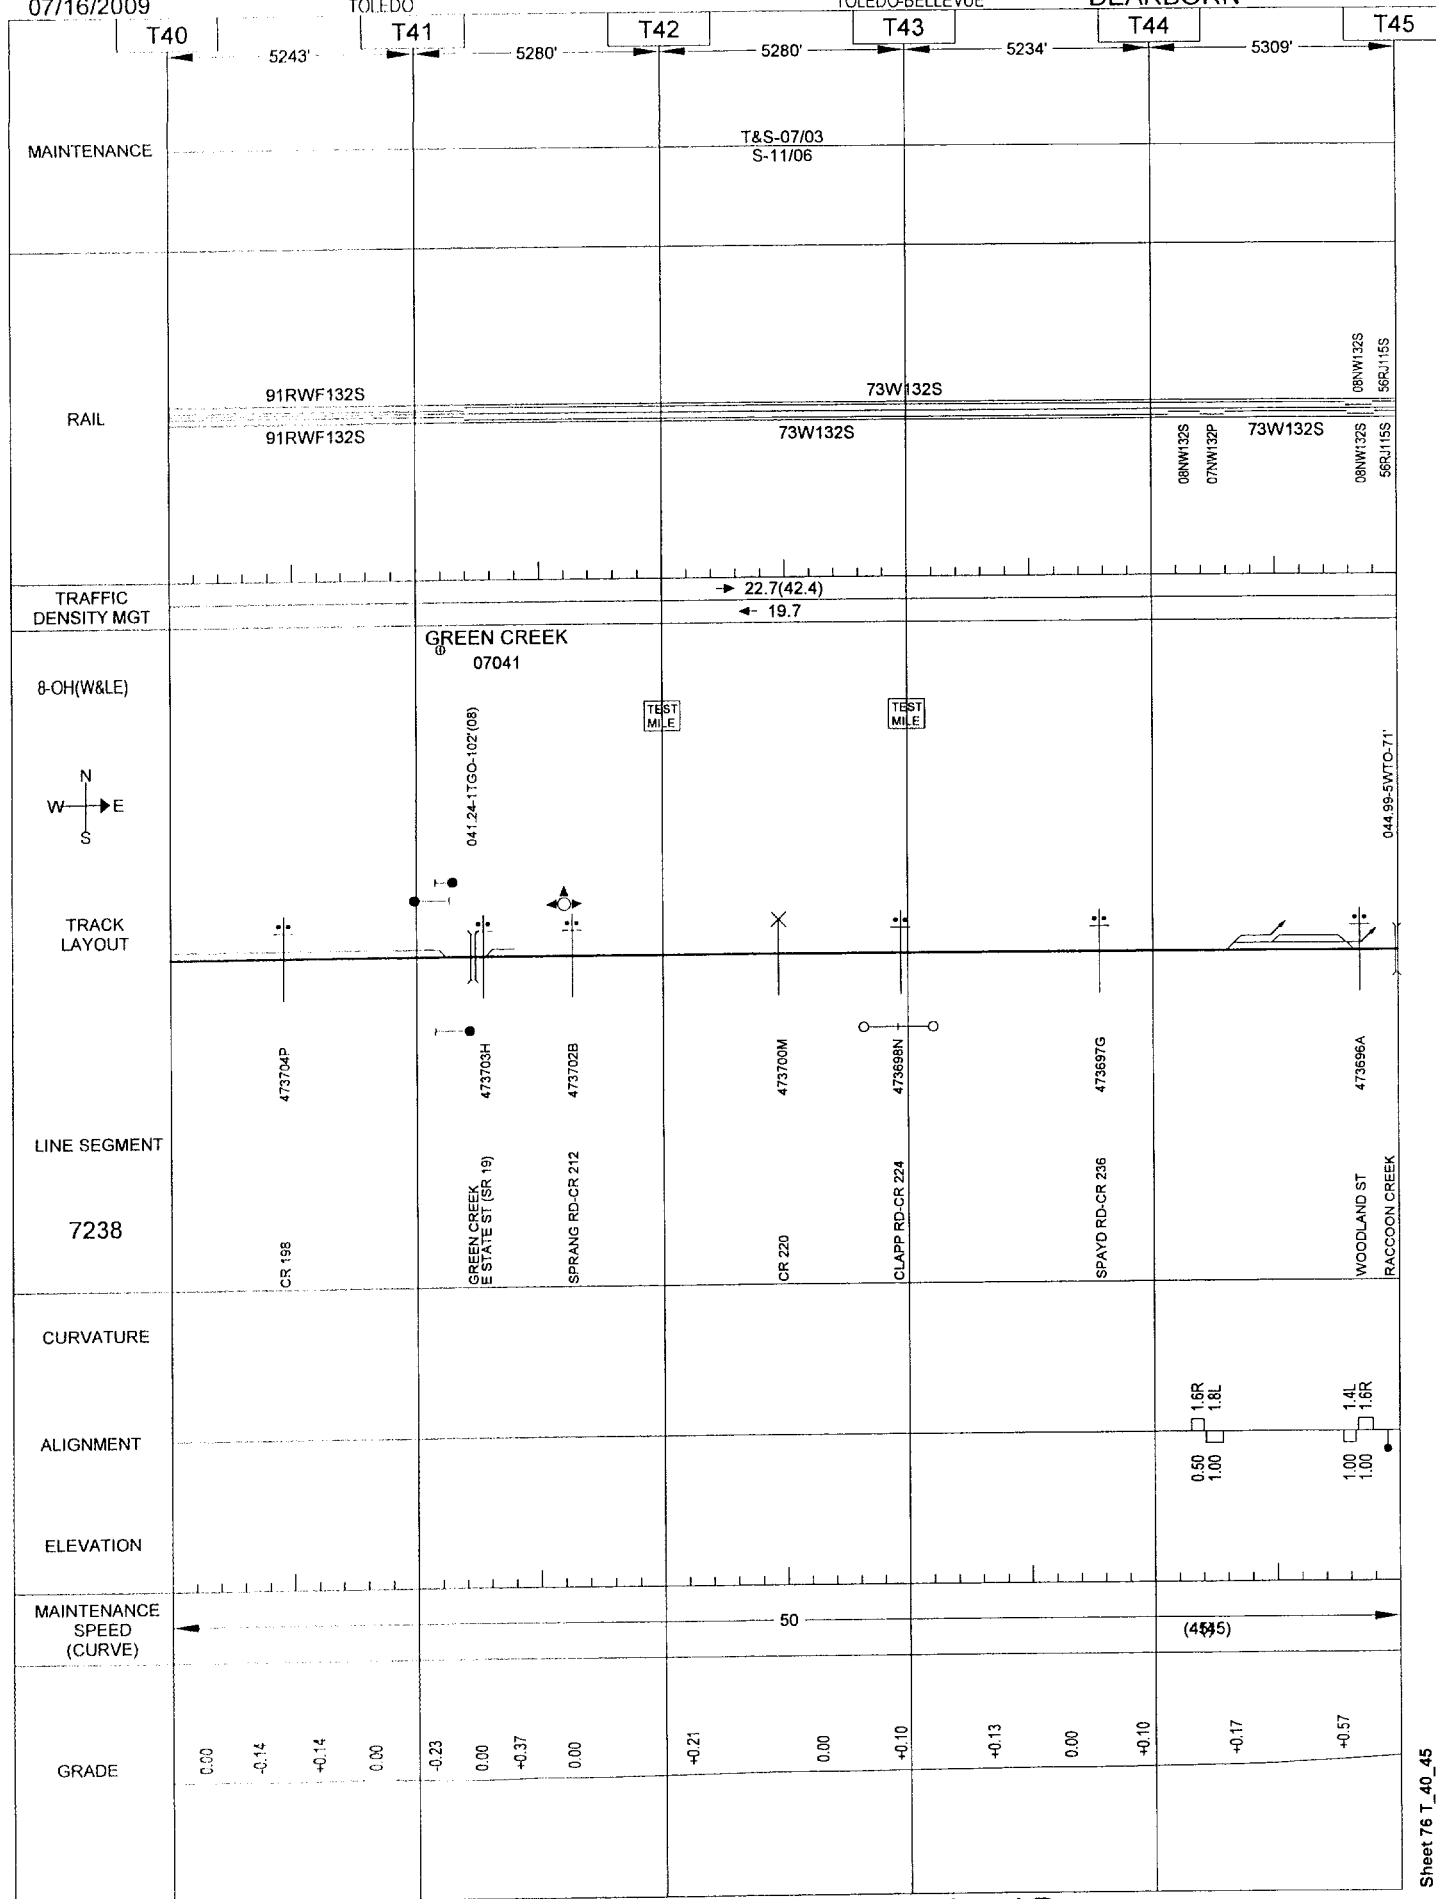 07/16/2009 TOLEDO TOLEDO-BELLEVUE DEARBORN
T40 T41 T42 T43 T44 T45
5243' 5280' 5280' 5234' 5309'
MAINTENANCE
T&S-07/03
S-11/06
RAIL
91RWF132S 73W132S
08NW132S
56RJ115S
91RWF132S 73W132S
08NW132S
07NW132P
73W132S
08NW132S
56RJ115S
TRAFFIC
DENSITY MGT
22.7(42.4)
19.7
GREEN CREEK
07041
8-OH(W&LE)
TEST
MILE
TEST
MILE
041.24-1TGO-102'(08)
044.99-5WTO-71'
N
W E
S
TRACK
LAYOUT
473704P
473703H
473702B
473700M
473698N
473697G
473696A
LINE SEGMENT
7238
CR 198
GREEN CREEK
E STATE ST (SR 19)
SPRANG RD-CR 212
CR 220
CLAPP RD-CR 224
SPAYD RD-CR 236
WOODLAND ST
RACCOON CREEK
CURVATURE
1.6R
1.8L
1.4L
1.6R
ALIGNMENT
0.50
1.00
1.00
1.00
ELEVATION
MAINTENANCE
SPEED
(CURVE)
50
GRADE
0.00
-0.14
+0.14
0.00
-0.23
0.00
+0.37
0.00
+0.21
0.00
+0.10
+0.13
0.00
+0.10
+0.17
+0.57
Sheet 76 T_40_45